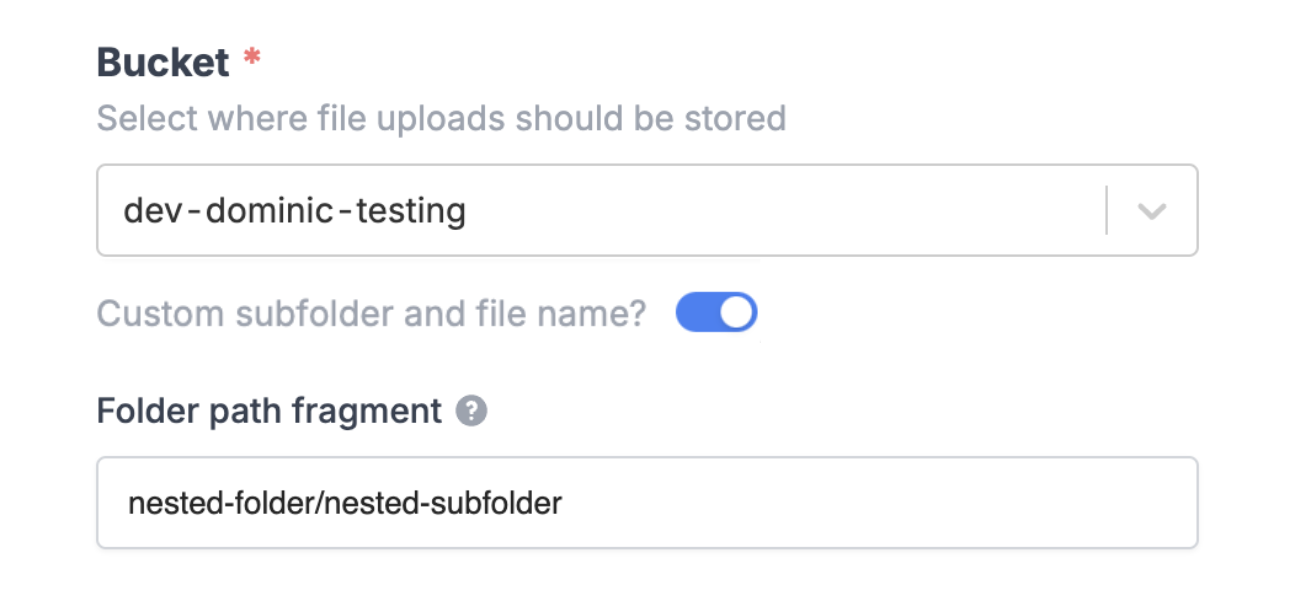 Bucket *
Select where file uploads should be stored
dev-dominic-testing
Custom subfolder and file name?
Folder path fragment ?
nested-folder/nested-subfolder